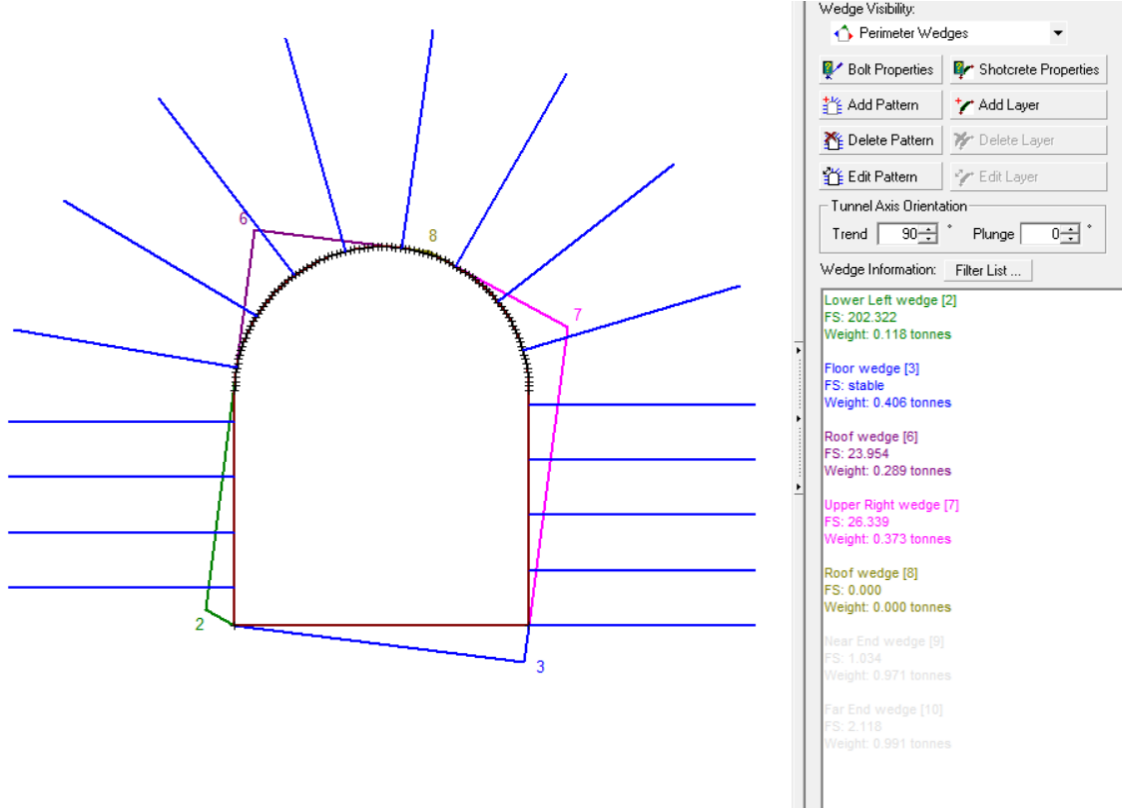 Wedge Visibility:
Perimeter Wedges
Bolt Properties
Shotcrete Properties
Add Pattern
Add Layer
Delete Pattern
Delete Layer
Edit Pattern
Edit Layer
Tunnel Axis Orientation
Trend 90 ° Plunge 0 °
Wedge Information: Filter List ...
Lower Left wedge [2]
FS: 202.322
Weight: 0.118 tonnes
Floor wedge [3]
FS: stable
Weight: 0.406 tonnes
Roof wedge [6]
FS: 23.954
Weight: 0.289 tonnes
Upper Right wedge [7]
FS: 26.339
Weight: 0.373 tonnes
Roof wedge [8]
FS: 0.000
Weight: 0.000 tonnes
Near End wedge [9]
FS: 1.034
Weight: 0.971 tonnes
Far End wedge [10]
FS: 2.118
Weight: 0.991 tonnes
6
8
7
2
3